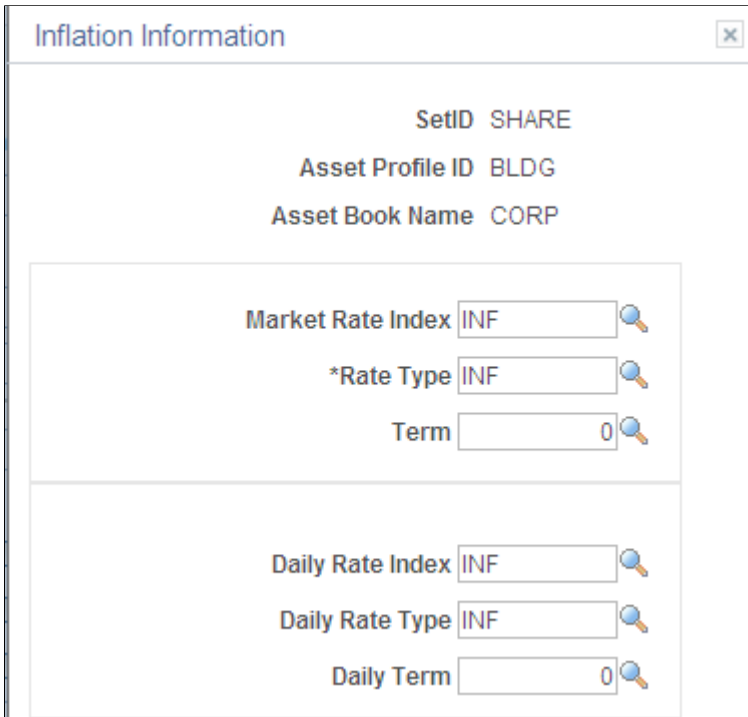 Inflation Information
SetID SHARE
Asset Profile ID BLDG
Asset Book Name CORP
Market Rate Index INF
*Rate Type INF
Term 0
Daily Rate Index INF
Daily Rate Type INF
Daily Term 0